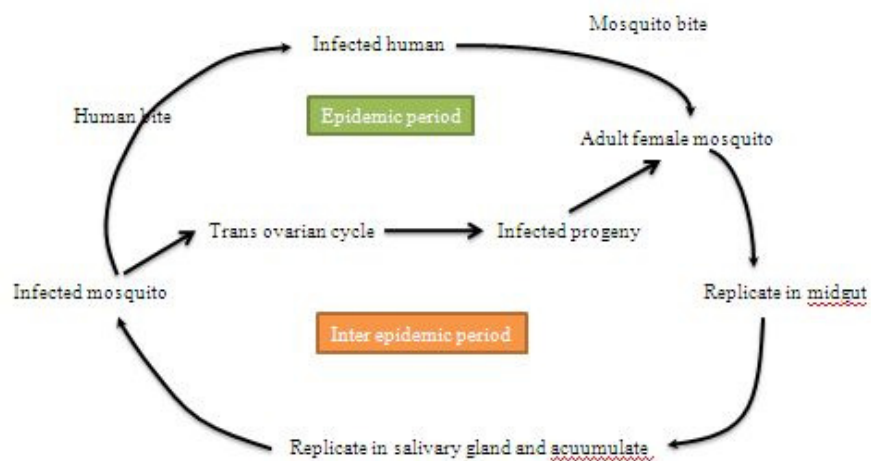 Mosquito bite
Infected human
Human bite
Epidemic period
Adult female mosquito
Trans ovarian cycle
Infected progeny
Infected mosquito
Replicate in midgut
Inter epidemic period
Replicate in salivary gland and acuumulate